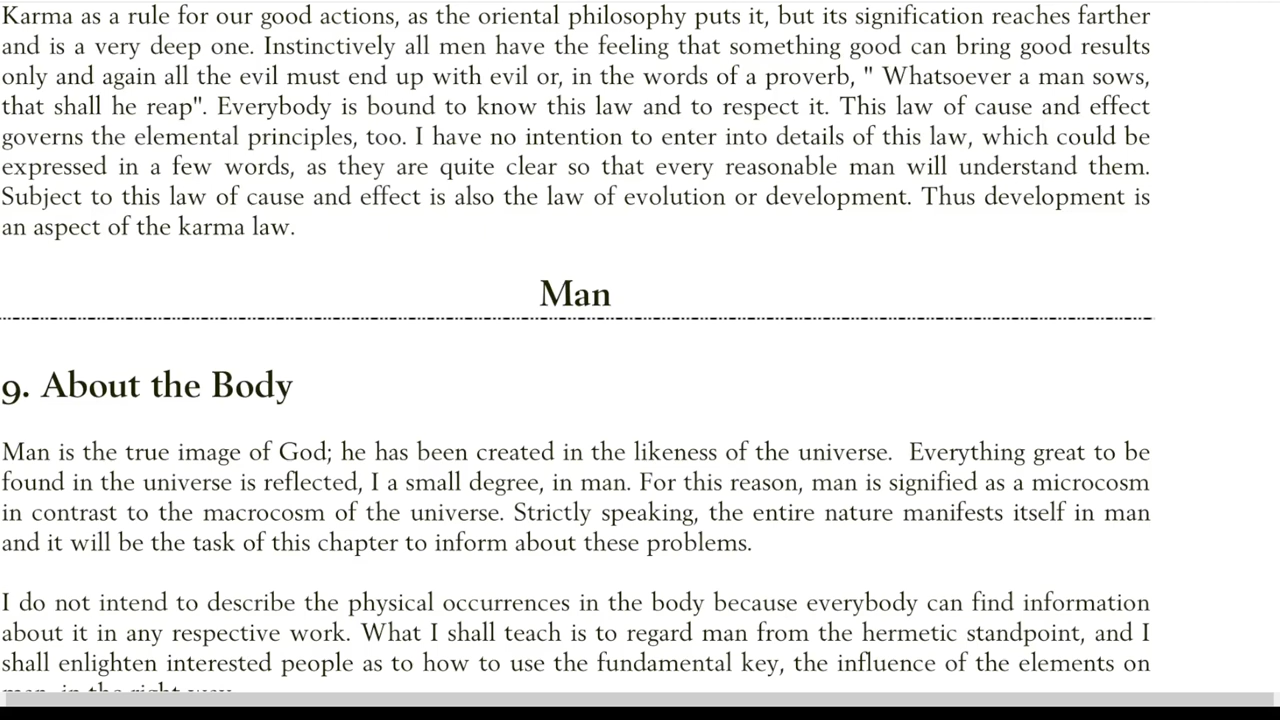 Karma as a rule for our good actions, as the oriental philosophy puts it, but its signification reaches farther
and is a very deep one. Instinctively all men have the feeling that something good can bring good results
only and again all the evil must end up with evil or, in the words of a proverb, " Whatsoever a man sows,
that shall he reap". Everybody is bound to know this law and to respect it. This law of cause and effect
governs the elemental principles, too. I have no intention to enter into details of this law, which could be
expressed in a few words, as they are quite clear so that every reasonable man will understand them.
Subject to this law of cause and effect is also the law of evolution or development. Thus development is
an aspect of the karma law.
Man
9. About the Body
Man is the true image of God; he has been created in the likeness of the universe.  Everything great to be
found in the universe is reflected, I a small degree, in man. For this reason, man is signified as a microcosm
in contrast to the macrocosm of the universe. Strictly speaking, the entire nature manifests itself in man
and it will be the task of this chapter to inform about these problems.
I do not intend to describe the physical occurrences in the body because everybody can find information
about it in any respective work. What I shall teach is to regard man from the hermetic standpoint, and I
shall enlighten interested people as to how to use the fundamental key, the influence of the elements on